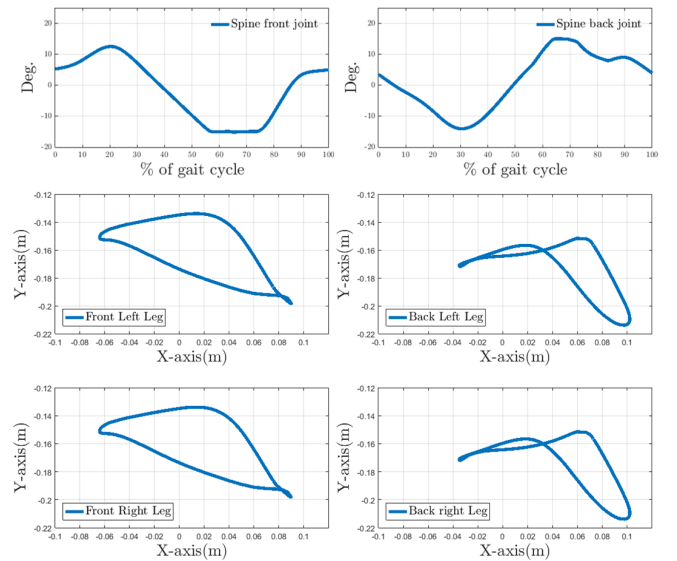 Spine front joint
Deg.
20
10
0
-10
-20
0 10 20 30 40 50 60 70 80 90 100
% of gait cycle
Spine back joint
Deg.
20
10
0
-10
-20
0 10 20 30 40 50 60 70 80 90 100
% of gait cycle
Y-axis(m)
-0.12
-0.14
-0.16
-0.18
-0.2
-0.22
Front Left Leg
-0.1 -0.08 -0.06 -0.04 -0.02 0 0.02 0.04 0.06 0.08 0.1
X-axis(m)
Y-axis(m)
-0.12
-0.14
-0.16
-0.18
-0.2
-0.22
Back Left Leg
-0.1 -0.08 -0.06 -0.04 -0.02 0 0.02 0.04 0.06 0.08 0.1
X-axis(m)
Y-axis(m)
-0.12
-0.14
-0.16
-0.18
-0.2
-0.22
Front Right Leg
-0.1 -0.08 -0.06 -0.04 -0.02 0 0.02 0.04 0.06 0.08 0.1
X-axis(m)
Y-axis(m)
-0.12
-0.14
-0.16
-0.18
-0.2
-0.22
Back right Leg
-0.1 -0.08 -0.06 -0.04 -0.02 0 0.02 0.04 0.06 0.08 0.1
X-axis(m)